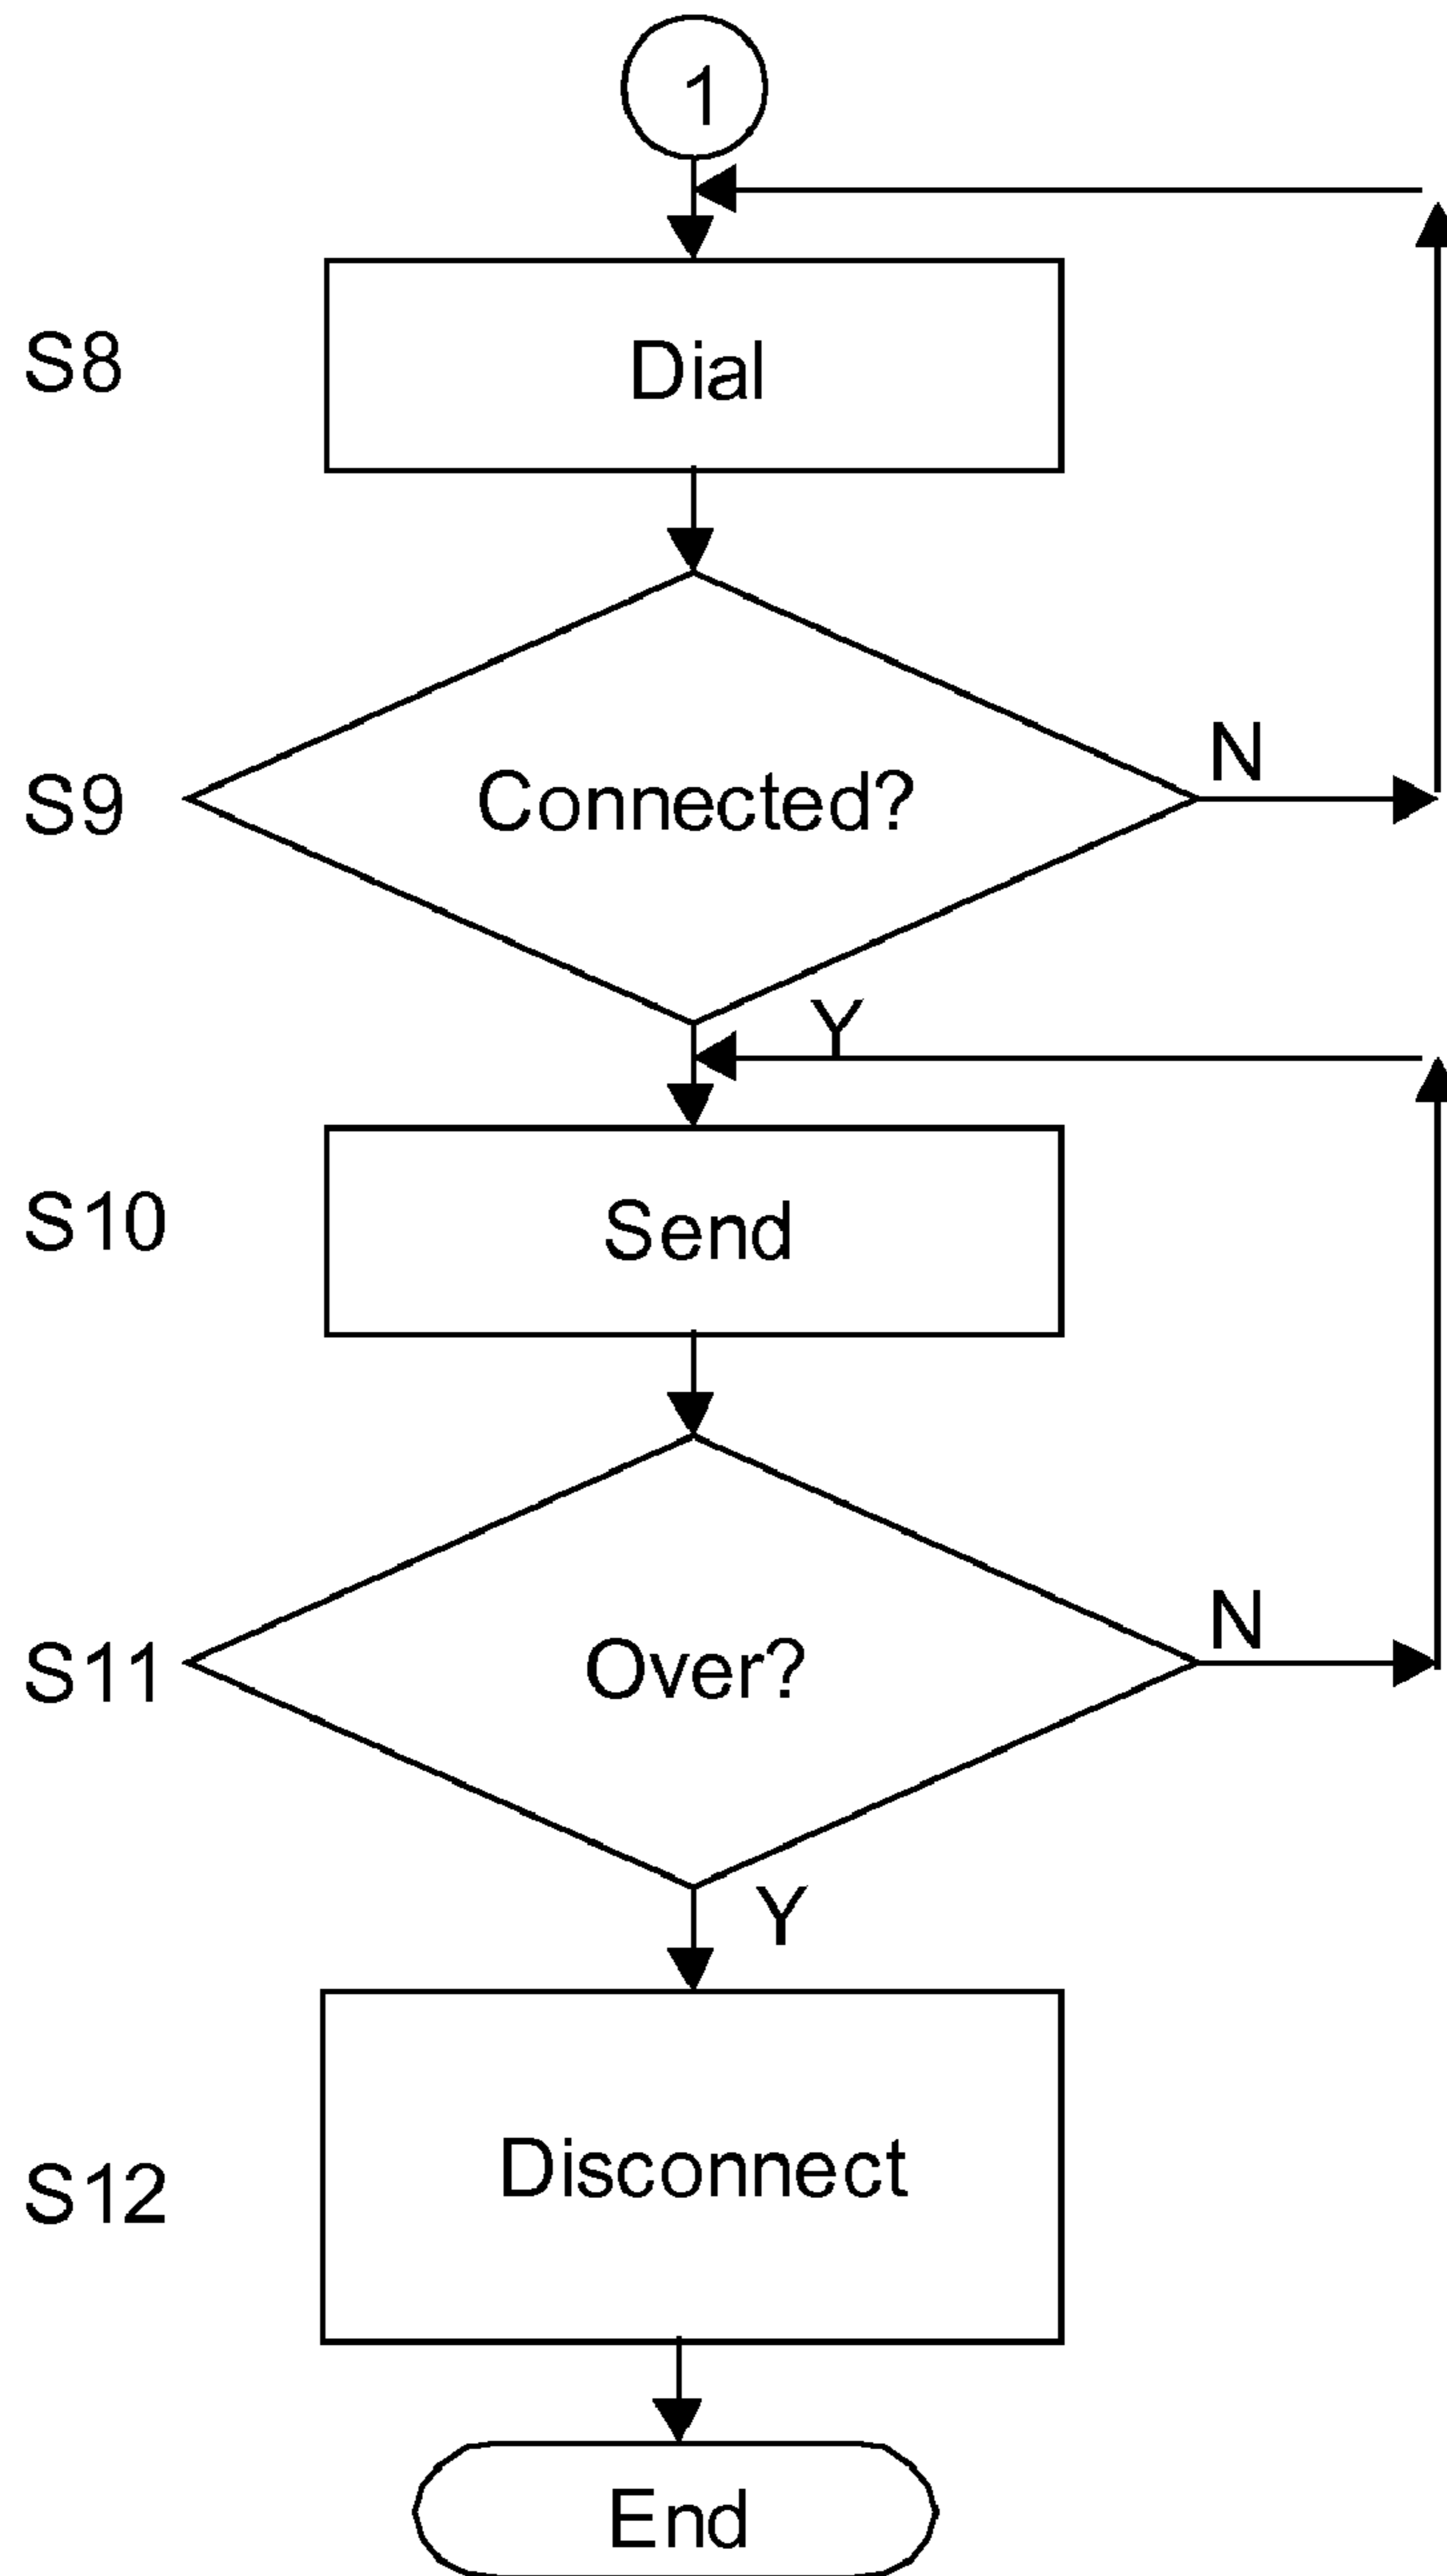 1
S8
Dial
S9
Connected?
N
Y
S10
Send
S11
Over?
N
Y
S12
Disconnect
End